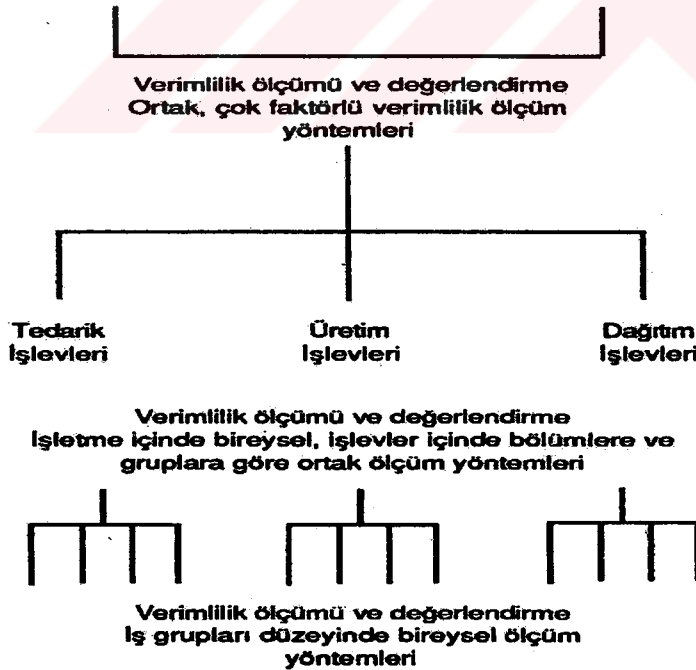 Verimlilik ölçümü ve değerlendirme
Ortak, çok faktörlü verimlilik ölçüm
yöntemleri
Tedarik
İşlevleri
Üretim
İşlevleri
Dağıtım
İşlevleri
Verimlilik ölçümü ve değerlendirme
İşletme içinde bireysel, işlevler içinde bölümlere ve
gruplara göre ortak ölçüm yöntemleri
Verimlilik ölçümü ve değerlendirme
İş grupları düzeyinde bireysel ölçüm
yöntemleri